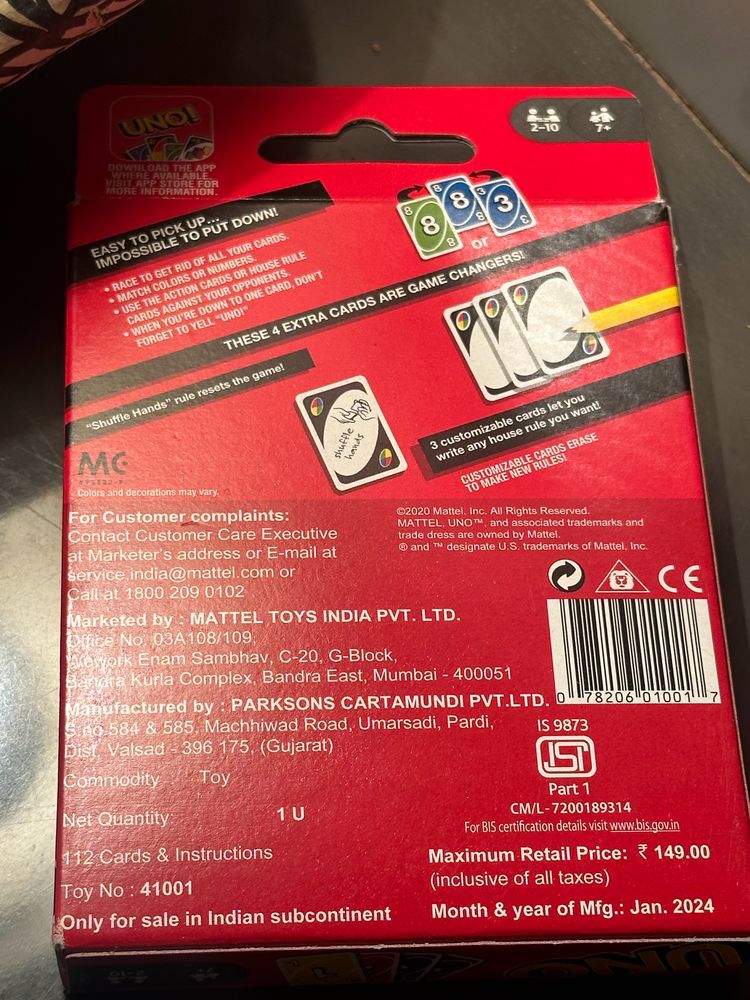 UNO!
DOWNLOAD THE APP
WHERE AVAILABLE.
VISIT APP STORE FOR
MORE INFORMATION.
2–10
7+
EASY TO PICK UP...
IMPOSSIBLE TO PUT DOWN!
• RACE TO GET RID OF ALL YOUR CARDS.
• MATCH COLORS OR NUMBERS.
• USE THE ACTION CARDS OR HOUSE RULE
CARDS AGAINST YOUR OPPONENTS.
• WHEN YOU'RE DOWN TO ONE CARD, DON'T
FORGET TO YELL "UNO!"
8 8 8
8 8
3 3 3
or
THESE 4 EXTRA CARDS ARE GAME CHANGERS!
"Shuffle Hands" rule resets the game!
shuffle
hands
3 customizable cards let you
write any house rule you want!
CUSTOMIZABLE CARDS ERASE
TO MAKE NEW RULES!
MC
Colors and decorations may vary.
For Customer complaints:
Contact Customer Care Executive
at Marketer's address or E-mail at
service.india@mattel.com or
Call at 1800 209 0102
©2020 Mattel, Inc. All Rights Reserved.
MATTEL, UNO™, and associated trademarks and
trade dress are owned by Mattel.
® and ™ designate U.S. trademarks of Mattel, Inc.
CE
Marketed by : MATTEL TOYS INDIA PVT. LTD.
Office No. 03A108/109,
Wework Enam Sambhav, C-20, G-Block,
Bandra Kurla Complex, Bandra East, Mumbai - 400051
0 78206 01001 7
Manufactured by : PARKSONS CARTAMUNDI PVT.LTD.
S.no.584 & 585, Machhiwad Road, Umarsadi, Pardi,
Dist. Valsad - 396 175, (Gujarat)
IS 9873
ISI
Part 1
CM/L- 7200189314
For BIS certification details visit www.bis.gov.in
Commodity : Toy
Net Quantity: 1 U
112 Cards & Instructions
Toy No : 41001
Only for sale in Indian subcontinent
Maximum Retail Price: ₹ 149.00
(inclusive of all taxes)
Month & year of Mfg.: Jan. 2024
UNO